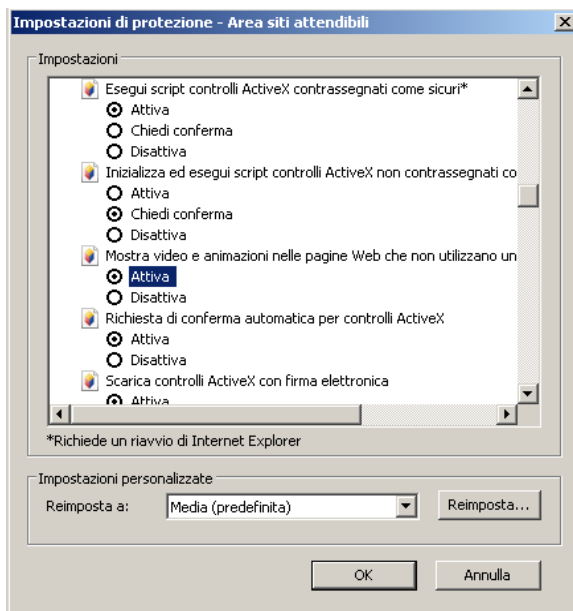 Impostazioni di protezione - Area siti attendibili
Impostazioni
Esegui script controlli ActiveX contrassegnati come sicuri*
Attiva
Chiedi conferma
Disattiva
Inizializza ed esegui script controlli ActiveX non contrassegnati co
Attiva
Chiedi conferma
Disattiva
Mostra video e animazioni nelle pagine Web che non utilizzano un
Attiva
Disattiva
Richiesta di conferma automatica per controlli ActiveX
Attiva
Disattiva
Scarica controlli ActiveX con firma elettronica
Attiva
*Richiede un riavvio di Internet Explorer
Impostazioni personalizzate
Reimposta a:
Media (predefinita)
Reimposta...
OK
Annulla